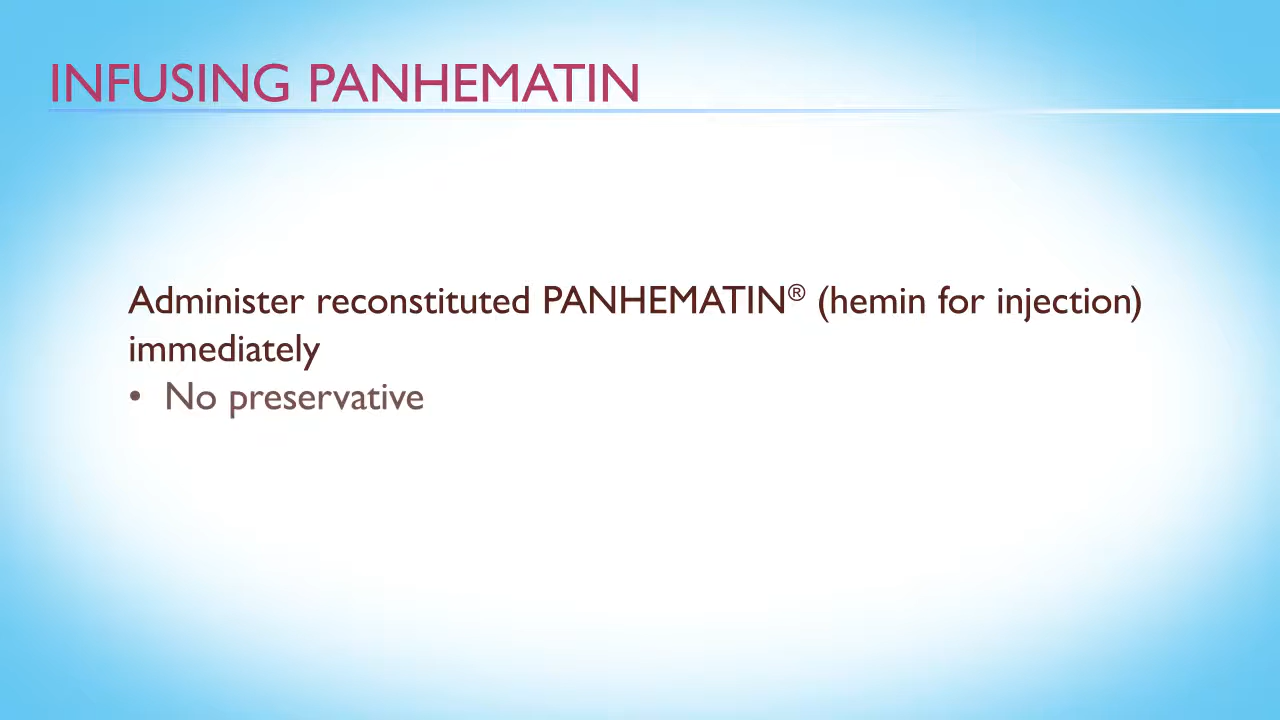 INFUSING PANHEMATIN
Administer reconstituted PANHEMATIN® (hemin for injection)
immediately
• No preservative